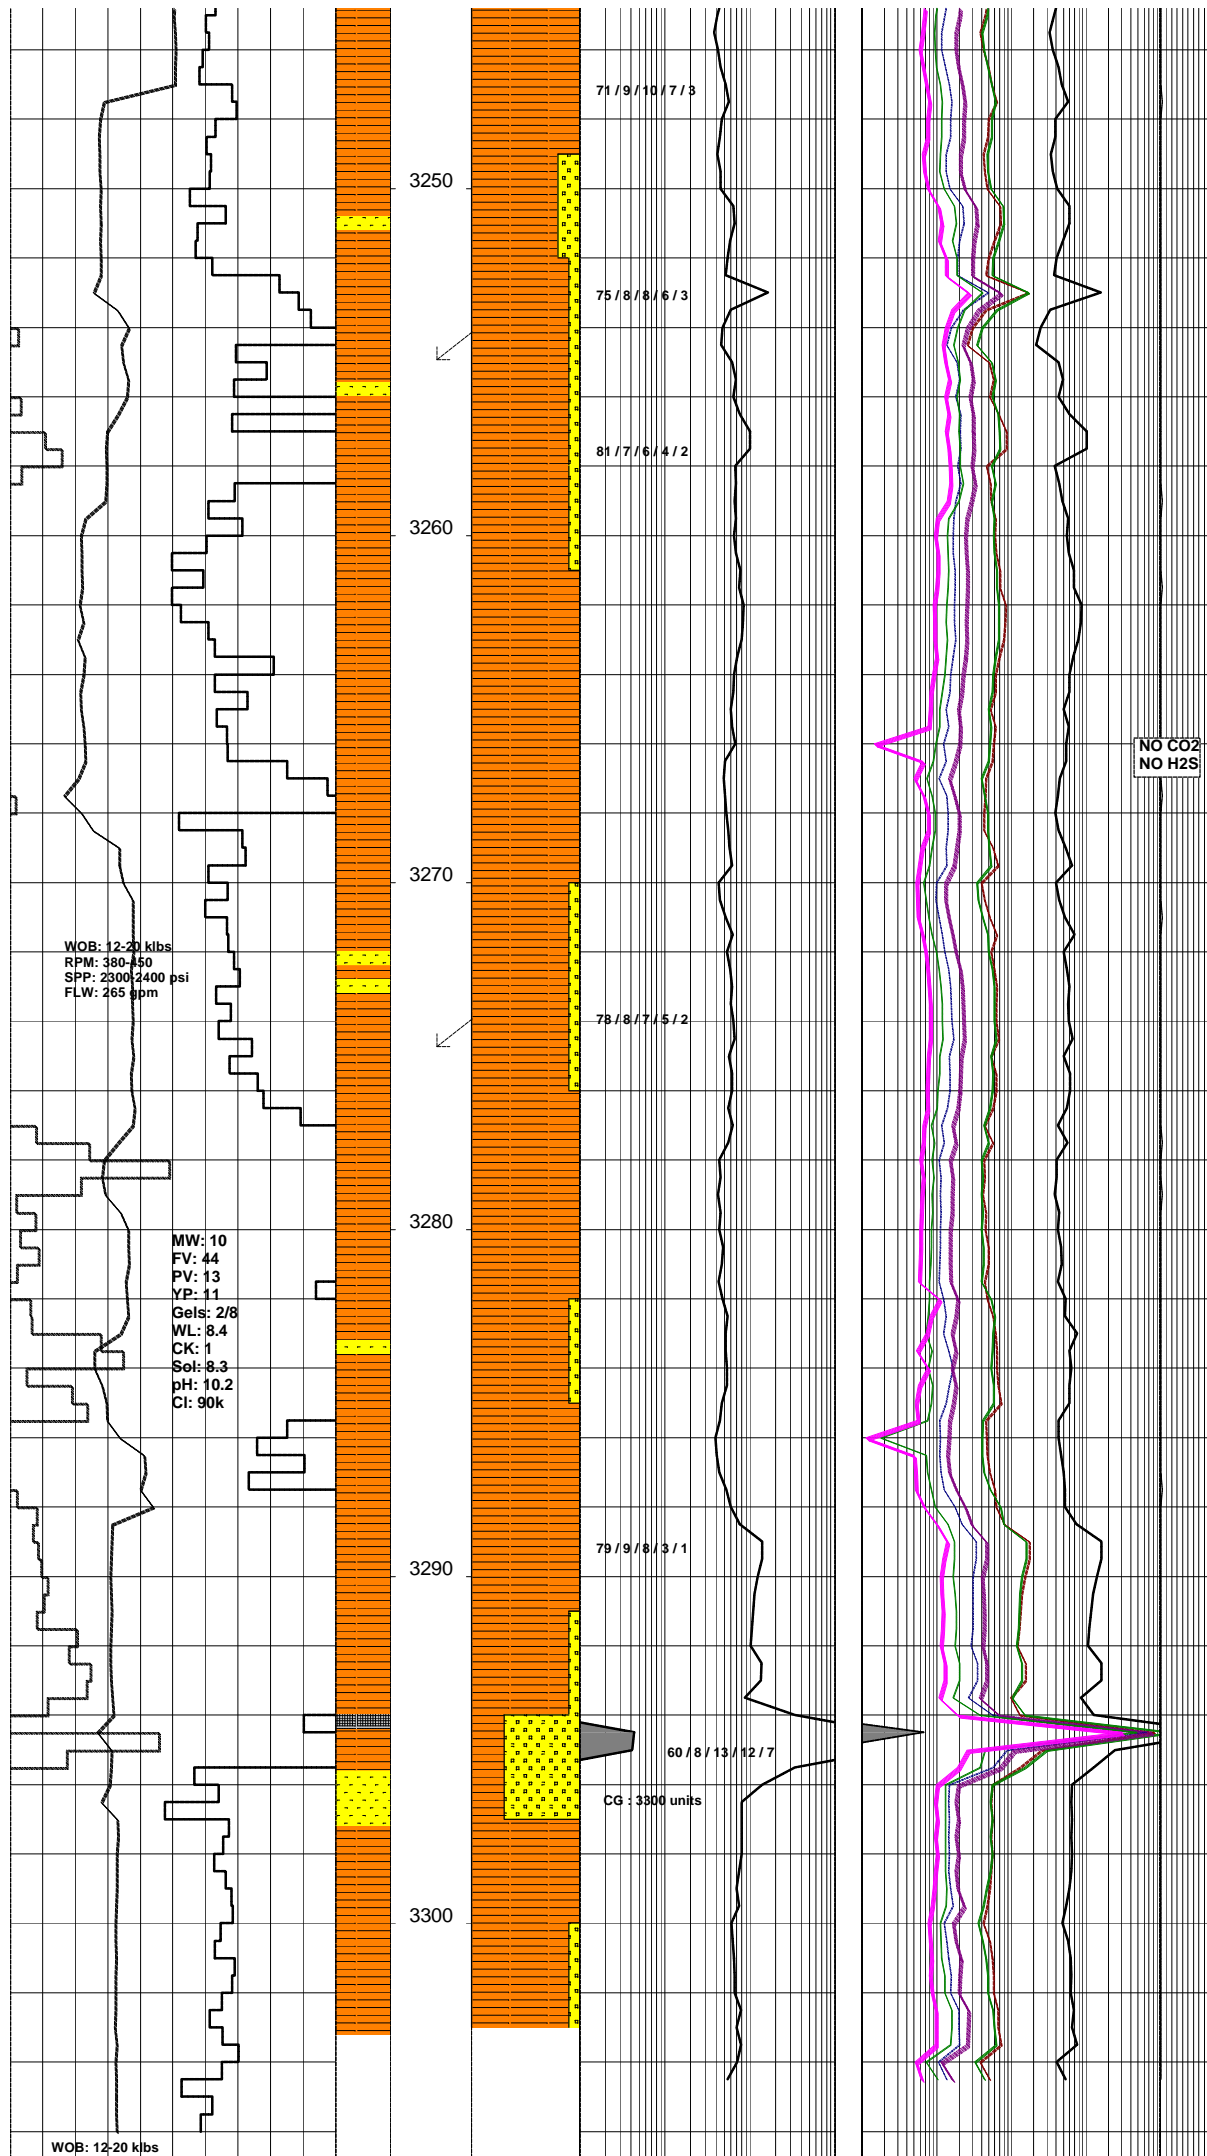 71 / 9 / 10 / 7 / 3
3250
75 / 8 / 8 / 6 / 3
81 / 7 / 6 / 4 / 2
3260
NO CO2
NO H2S
3270
WOB: 12-20 klbs
RPM: 380-450
SPP: 2300-2400 psi
FLW: 265 gpm
78 / 8 / 7 / 5 / 2
3280
MW: 10
FV: 44
PV: 13
YP: 11
Gels: 2/8
WL: 8.4
CK: 1
Sol: 8.3
pH: 10.2
Cl: 90k
79 / 9 / 8 / 3 / 1
3290
60 / 8 / 13 / 12 / 7
CG : 3300 units
3300
WOB: 12-20 klbs